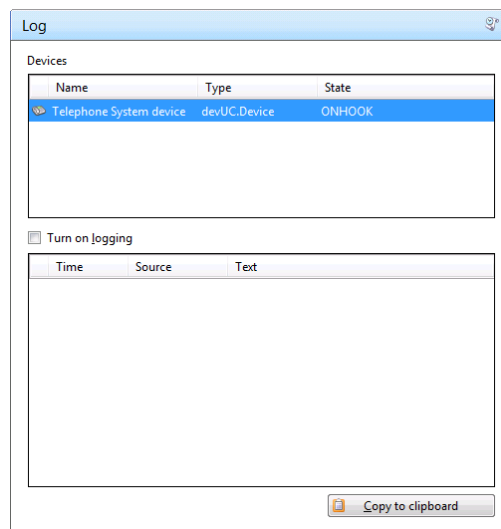 Log
Devices
Name Type State
Telephone System device devUC.Device ONHOOK
Turn on logging
Time Source Text
Copy to clipboard